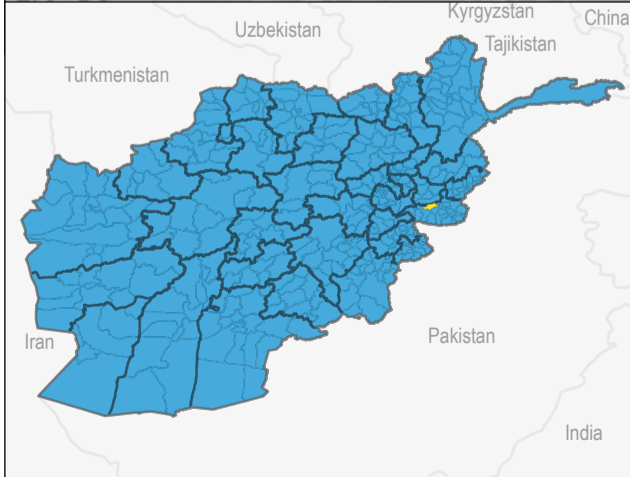 Kyrgyzstan
China
Uzbekistan
Tajikistan
Turkmenistan
Iran
Pakistan
India